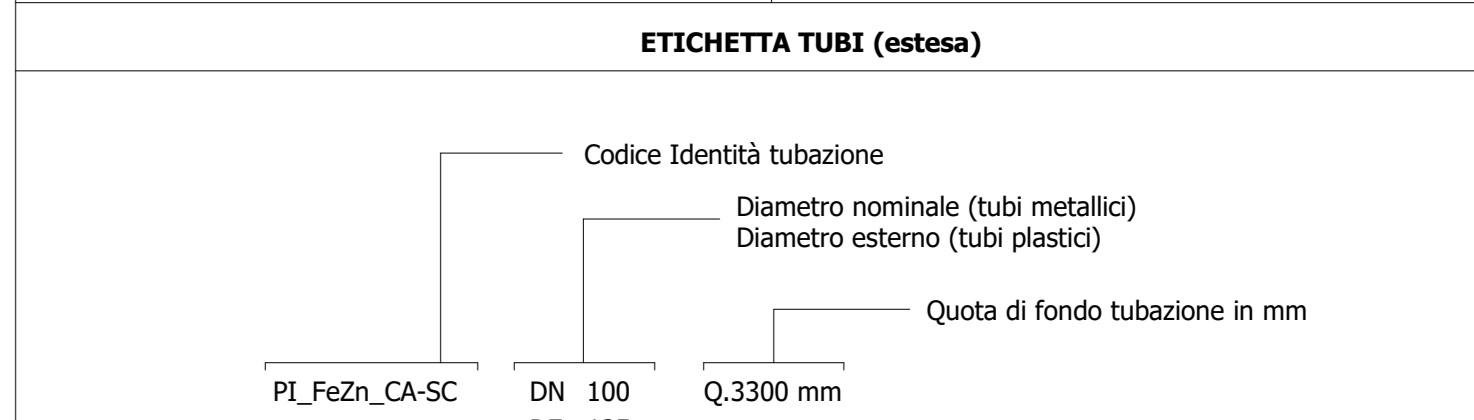 ETICHETTA TUBI (estesa)
Codice Identità tubazione
Diametro nominale (tubi metallici)
Diametro esterno (tubi plastici)
Quota di fondo tubazione in mm
PI_FeZn_CA-SC DN 100 Q.3300 mm